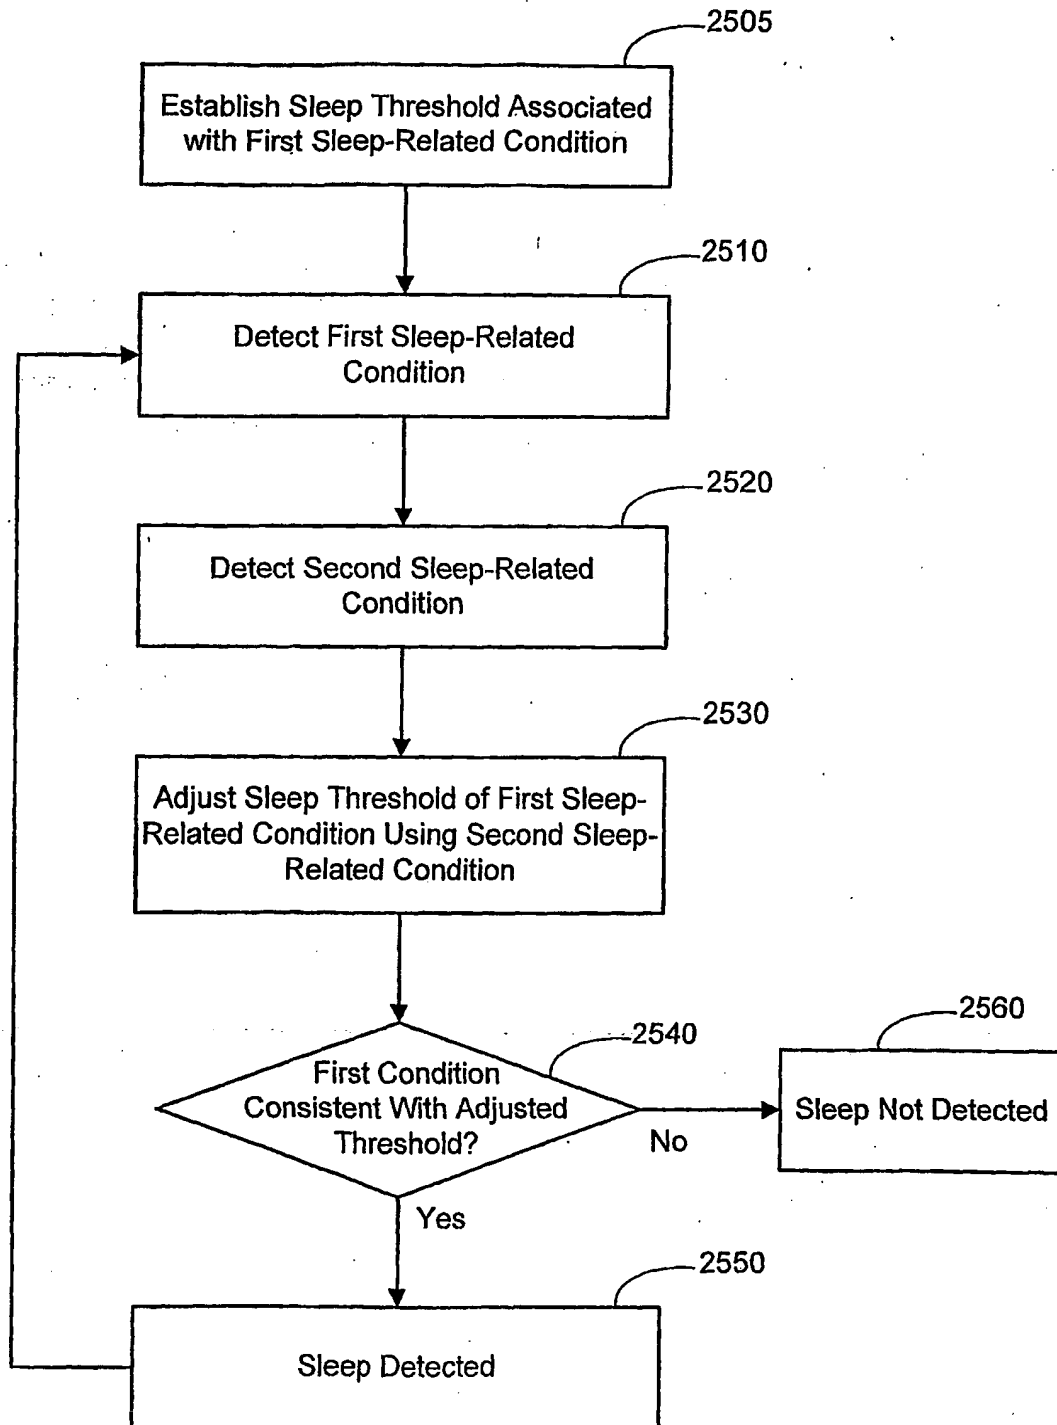 2505
Establish Sleep Threshold Associated
with First Sleep-Related Condition
2510
Detect First Sleep-Related
Condition
2520
Detect Second Sleep-Related
Condition
2530
Adjust Sleep Threshold of First Sleep-
Related Condition Using Second Sleep-
Related Condition
2540
First Condition
Consistent With Adjusted
Threshold?
2560
Sleep Not Detected
No
Yes
2550
Sleep Detected